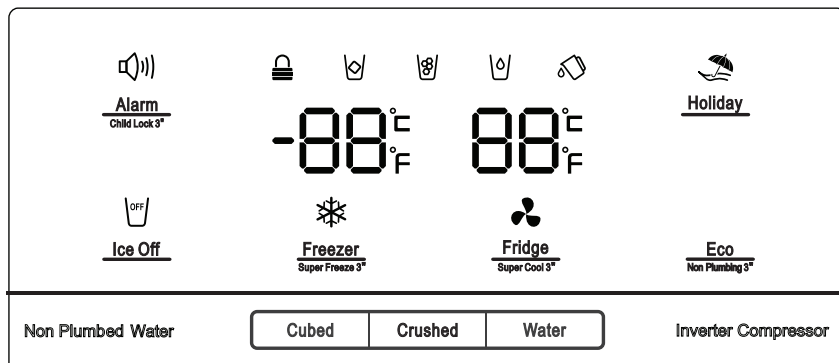 Alarm
Child Lock 3"
-88°C
°F
88°C
°F
Holiday
OFF
Ice Off
Freezer
Super Freeze 3"
Fridge
Super Cool 3"
Eco
Non Plumbing 3"
Non Plumbed Water
Cubed
Crushed
Water
Inverter Compressor